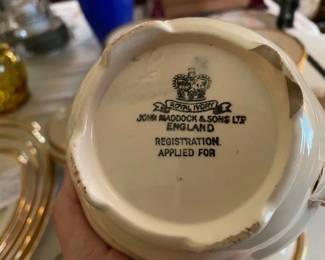 ROYAL IVORY
JOHN MADDOCK & SONS LTD
ENGLAND
REGISTRATION.
APPLIED FOR